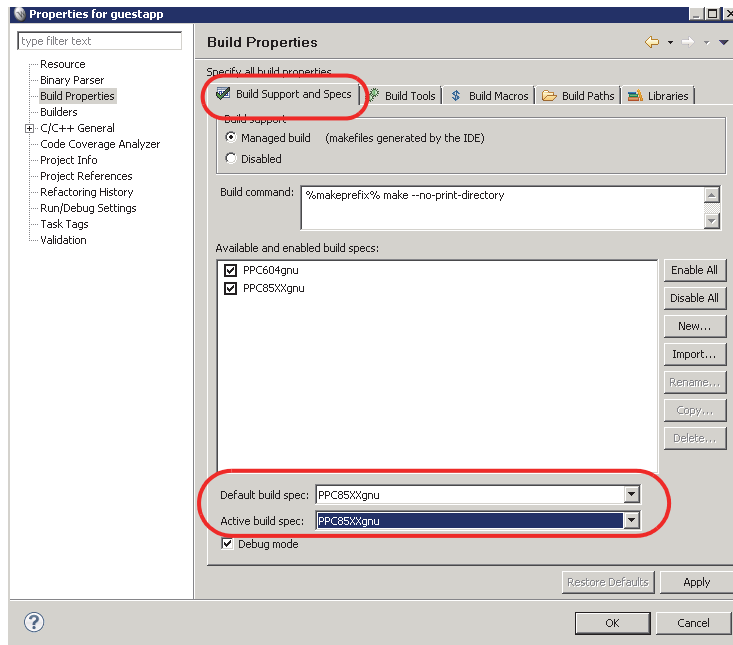 Properties for guestapp
type filter text
Resource
Binary Parser
Build Properties
Builders
C/C++ General
Code Coverage Analyzer
Project Info
Project References
Refactoring History
Run/Debug Settings
Task Tags
Validation
Build Properties
Specify all build properties
Build Support and Specs
Build Tools
$ Build Macros
Build Paths
Libraries
Build support
Managed build (makefiles generated by the IDE)
Disabled
Build command: %makeprefix% make --no-print-directory
Available and enabled build specs:
PPC604gnu
PPC85XXgnu
Enable All
Disable All
New...
Import...
Rename...
Copy...
Delete...
Default build spec: PPC85XXgnu
Active build spec: PPC85XXgnu
Debug mode
Restore Defaults
Apply
?
OK
Cancel